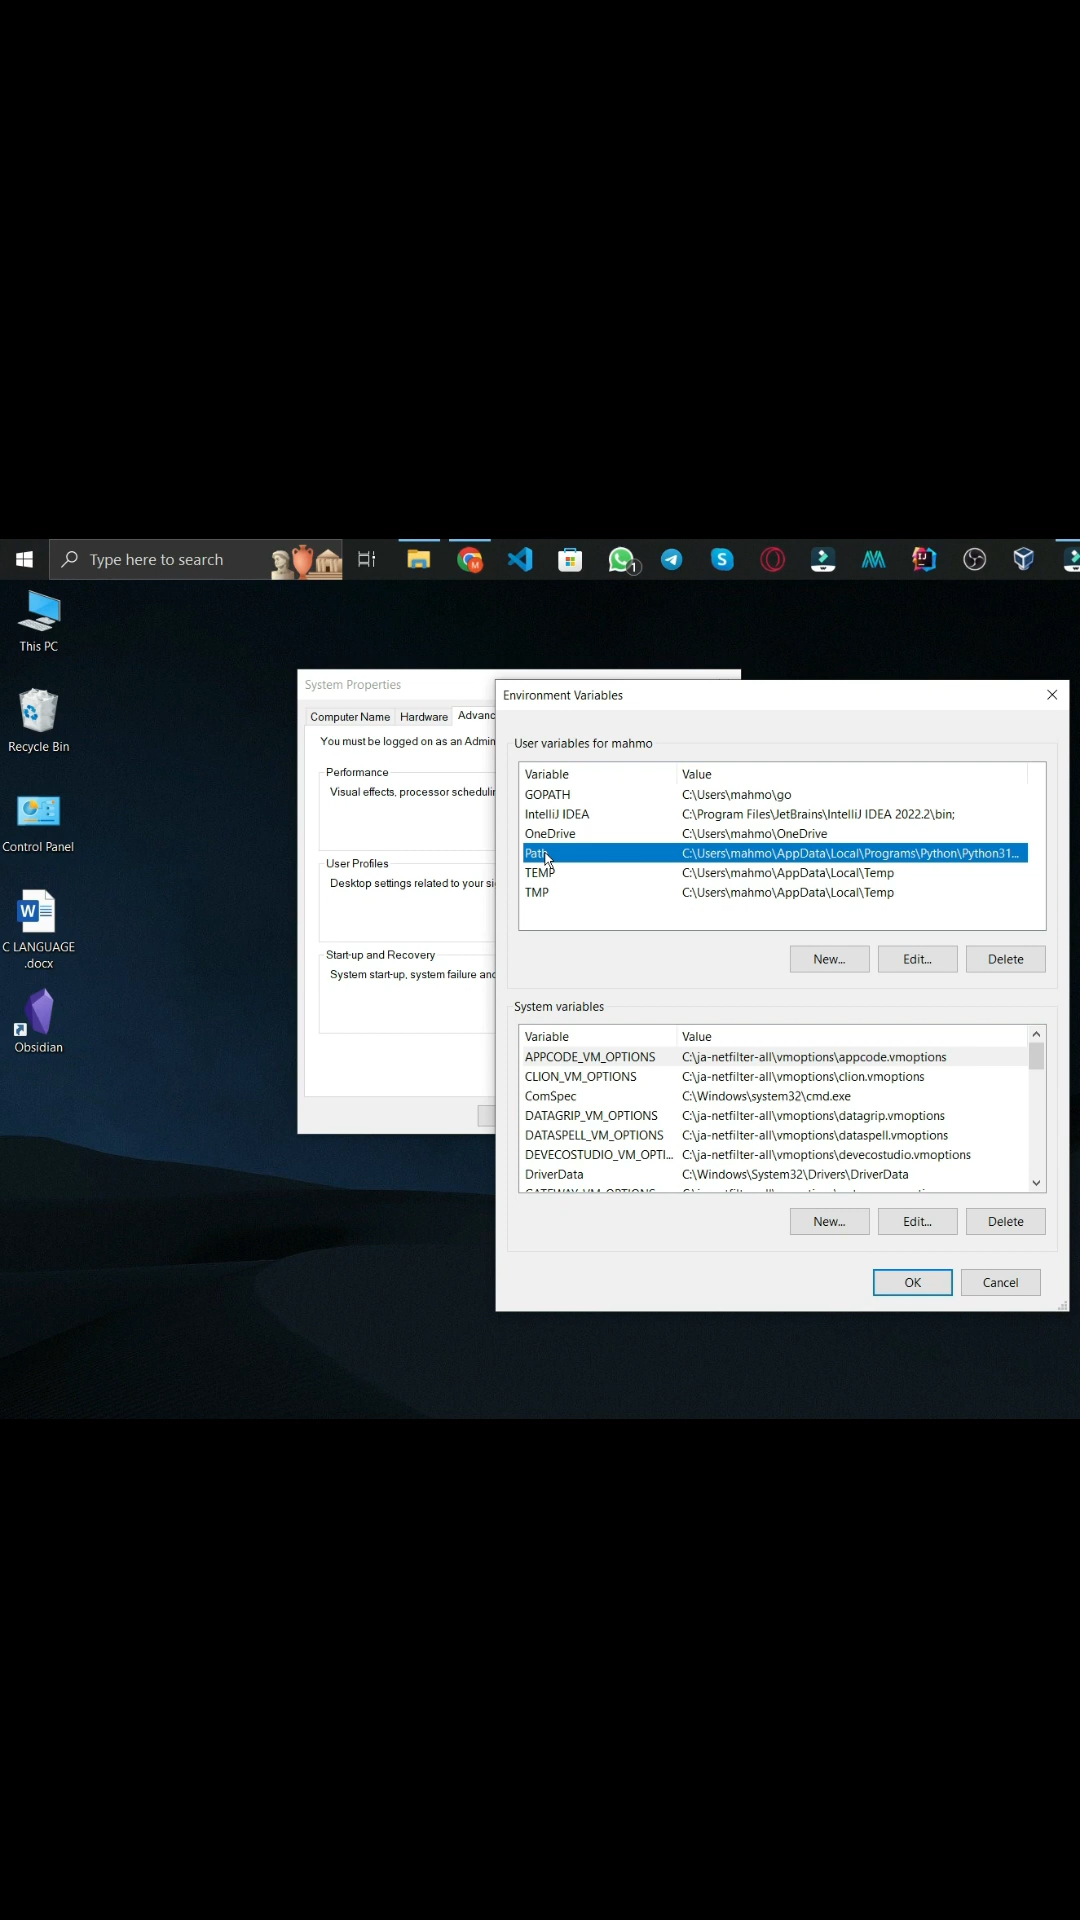 Type here to search
1
This PC
Recycle Bin
Control Panel
C LANGUAGE
.docx
Obsidian
System Properties
Computer Name
Hardware
Advanc
You must be logged on as an Admin
Performance
Visual effects, processor schedulin
User Profiles
Desktop settings related to your si
Start-up and Recovery
System start-up, system failure and
Environment Variables
User variables for mahmo
Variable Value
GOPATH C:\Users\mahmo\go
IntelliJ IDEA C:\Program Files\JetBrains\IntelliJ IDEA 2022.2\bin;
OneDrive C:\Users\mahmo\OneDrive
Path C:\Users\mahmo\AppData\Local\Programs\Python\Python31...
TEMP C:\Users\mahmo\AppData\Local\Temp
TMP C:\Users\mahmo\AppData\Local\Temp
New... Edit... Delete
System variables
Variable Value
APPCODE_VM_OPTIONS C:\ja-netfilter-all\vmoptions\appcode.vmoptions
CLION_VM_OPTIONS C:\ja-netfilter-all\vmoptions\clion.vmoptions
ComSpec C:\Windows\system32\cmd.exe
DATAGRIP_VM_OPTIONS C:\ja-netfilter-all\vmoptions\datagrip.vmoptions
DATASPELL_VM_OPTIONS C:\ja-netfilter-all\vmoptions\dataspell.vmoptions
DEVECOSTUDIO_VM_OPTI... C:\ja-netfilter-all\vmoptions\devecostudio.vmoptions
DriverData C:\Windows\System32\Drivers\DriverData
New... Edit... Delete
OK Cancel